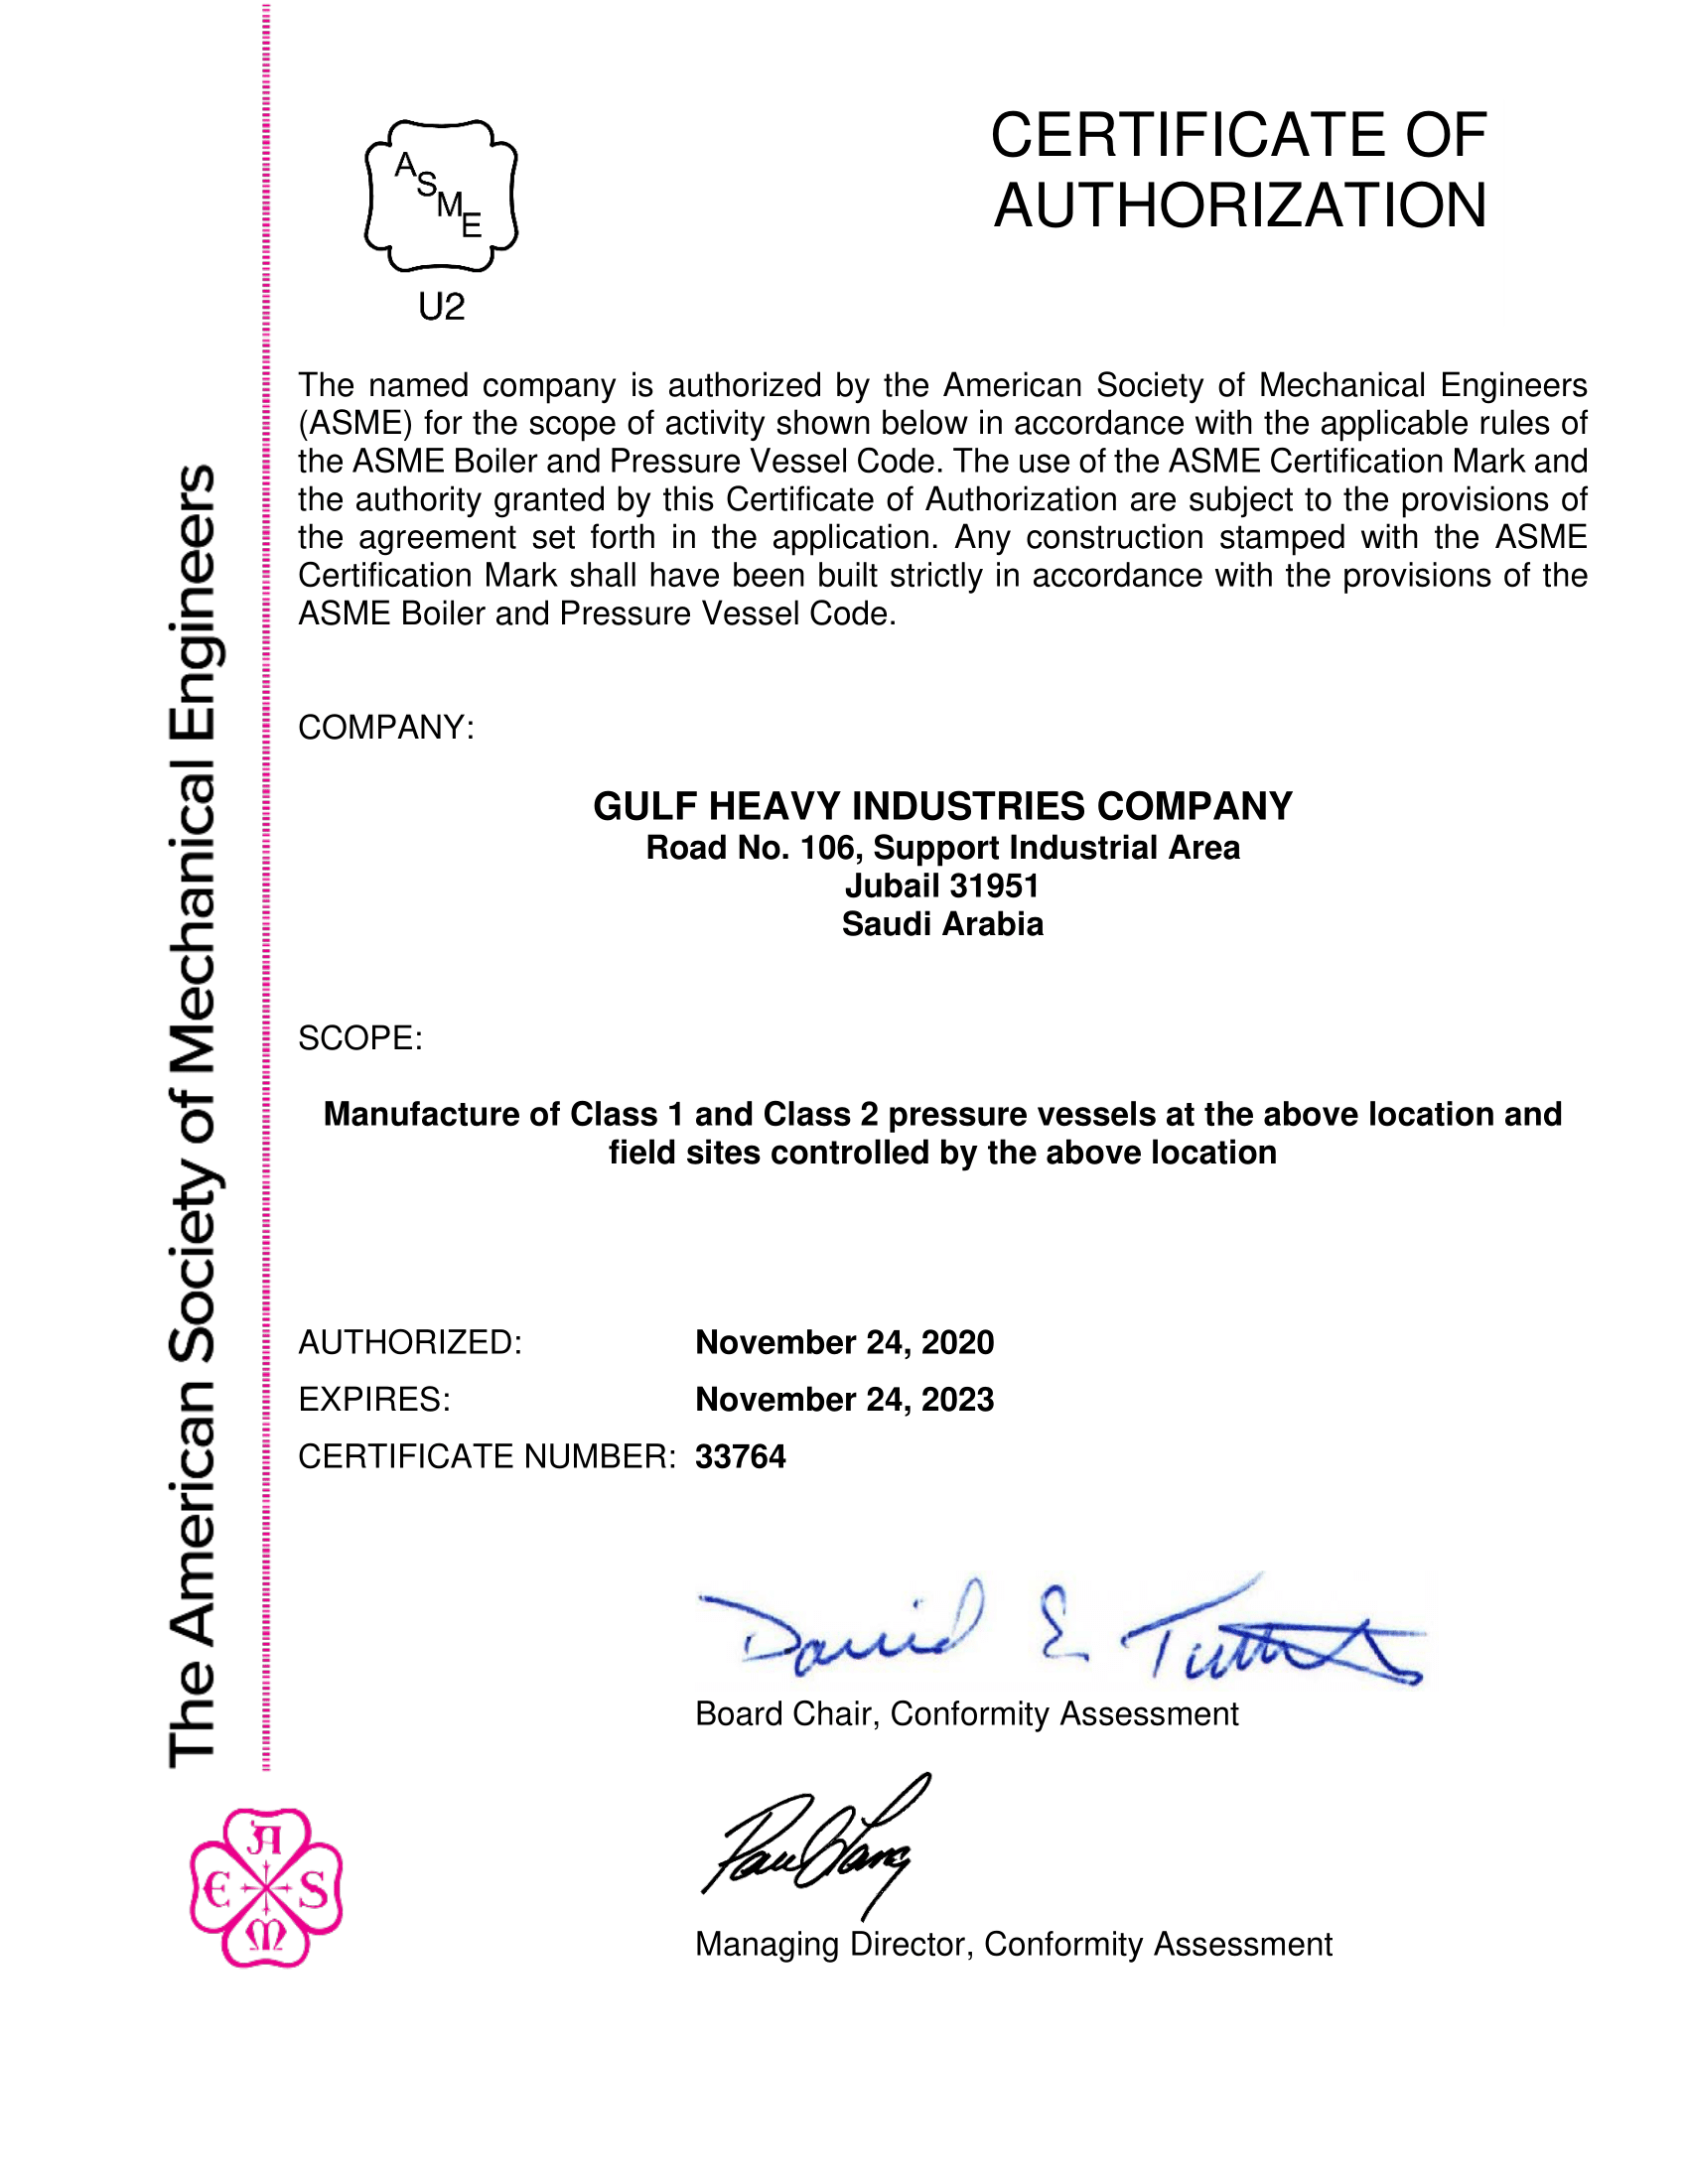 The American Society of Mechanical Engineers
A
S
M
E
U2
CERTIFICATE OF
AUTHORIZATION
The named company is authorized by the American Society of Mechanical Engineers
(ASME) for the scope of activity shown below in accordance with the applicable rules of
the ASME Boiler and Pressure Vessel Code. The use of the ASME Certification Mark and
the authority granted by this Certificate of Authorization are subject to the provisions of
the agreement set forth in the application. Any construction stamped with the ASME
Certification Mark shall have been built strictly in accordance with the provisions of the
ASME Boiler and Pressure Vessel Code.
COMPANY:
GULF HEAVY INDUSTRIES COMPANY
Road No. 106, Support Industrial Area
Jubail 31951
Saudi Arabia
SCOPE:
Manufacture of Class 1 and Class 2 pressure vessels at the above location and
field sites controlled by the above location
AUTHORIZED: November 24, 2020
EXPIRES: November 24, 2023
CERTIFICATE NUMBER: 33764
David E
Board Chair, Conformity Assessment
Managing Director, Conformity Assessment
A
E S
M